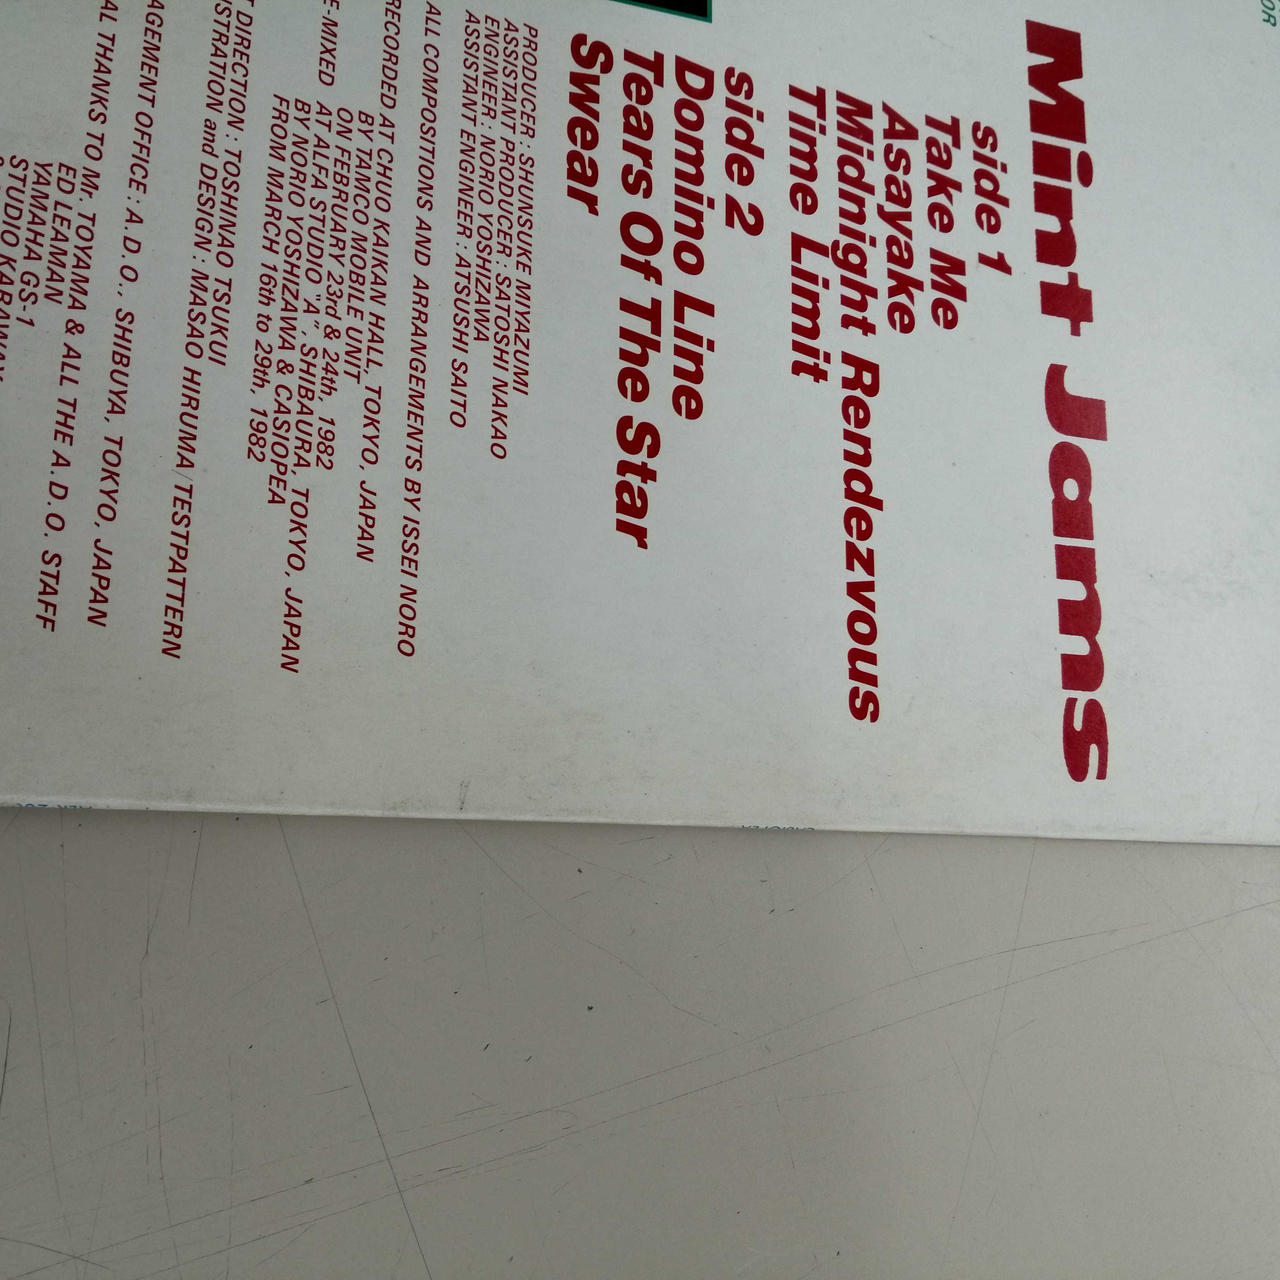 Mint Jams
side 1
Take Me
Asayake
Midnight Rendezvous
Time Limit
side 2
Domino Line
Tears Of The Star
Swear
PRODUCER : SHUNSUKE MIYAZUMI
ASSISTANT PRODUCER : SATOSHI NAKAO
ENGINEER : NORIO YOSHIZAWA
ASSISTANT ENGINEER : ATSUSHI SAITO
ALL COMPOSITIONS AND ARRANGEMENTS BY ISSEI NORO
RECORDED AT CHUO KAIKAN HALL, TOKYO, JAPAN
BY TAMCO MOBILE UNIT
ON FEBRUARY 23rd & 24th, 1982
E-MIXED AT ALFA STUDIO "A", SHIBAURA, TOKYO, JAPAN
BY NORIO YOSHIZAWA & CASIOPEA
FROM MARCH 16th to 29th, 1982
T DIRECTION : TOSHINAO TSUKUI
STRATION and DESIGN : MASAO HIRUMA/TESTPATTERN
AGEMENT OFFICE : A.D.O., SHIBUYA, TOKYO, JAPAN
AL THANKS TO Mr. TOYAMA & ALL THE A.D.O. STAFF
ED LEAMAN
YAMAHA GS-1